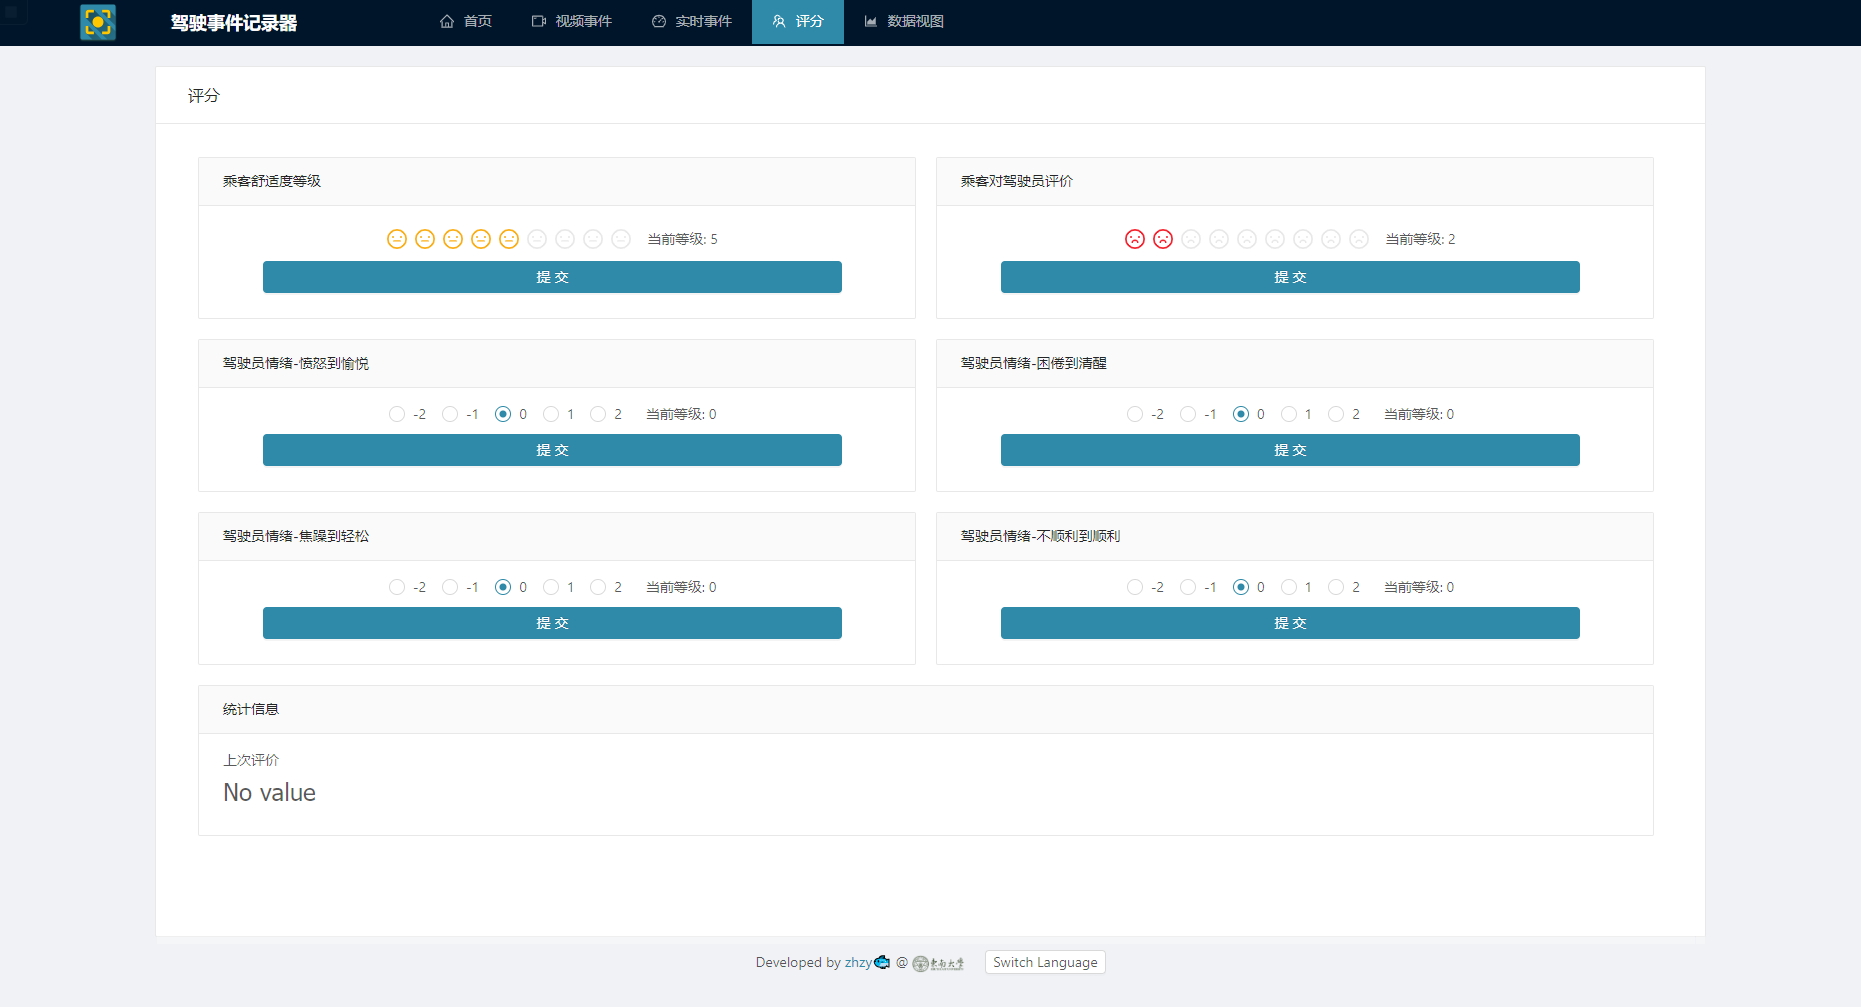 驾驶事件记录器
首页
视频事件
实时事件
评分
数据视图
评分
乘客舒适度等级
当前等级: 5
提 交
乘客对驾驶员评价
当前等级: 2
提 交
驾驶员情绪-愤怒到愉悦
-2 -1 0 1 2 当前等级: 0
提 交
驾驶员情绪-困倦到清醒
-2 -1 0 1 2 当前等级: 0
提 交
驾驶员情绪-焦躁到轻松
-2 -1 0 1 2 当前等级: 0
提 交
驾驶员情绪-不顺利到顺利
-2 -1 0 1 2 当前等级: 0
提 交
统计信息
上次评价
No value
Developed by zhzy @ 东南大学
Switch Language